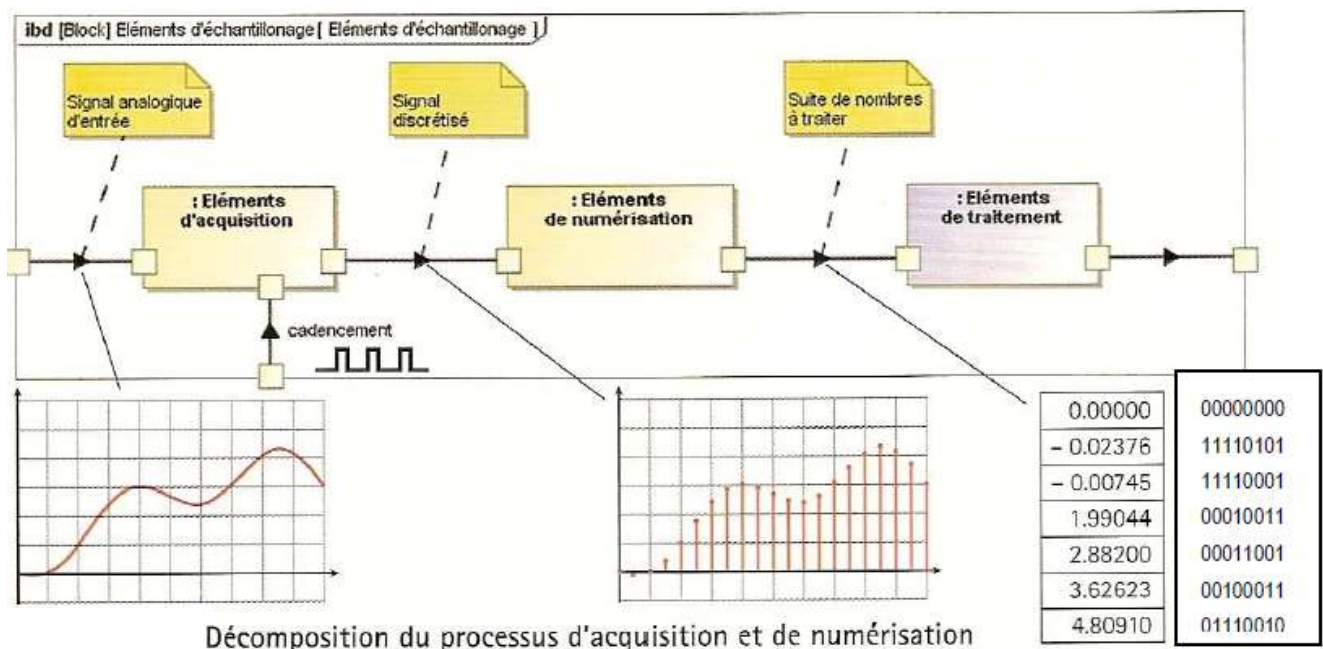 ibd [Block] Eléments d'échantillonage [ Eléments d'échantillonage ]
Signal analogique
d'entrée
Signal
discrétisé
Suite de nombres
à traiter
: Eléments
d'acquisition
: Eléments
de numérisation
: Eléments
de traitement
cadencement
0.00000 00000000
- 0.02376 11110101
- 0.00745 11110001
1.99044 00010011
2.88200 00011001
3.62623 00100011
4.80910 01110010
Décomposition du processus d'acquisition et de numérisation